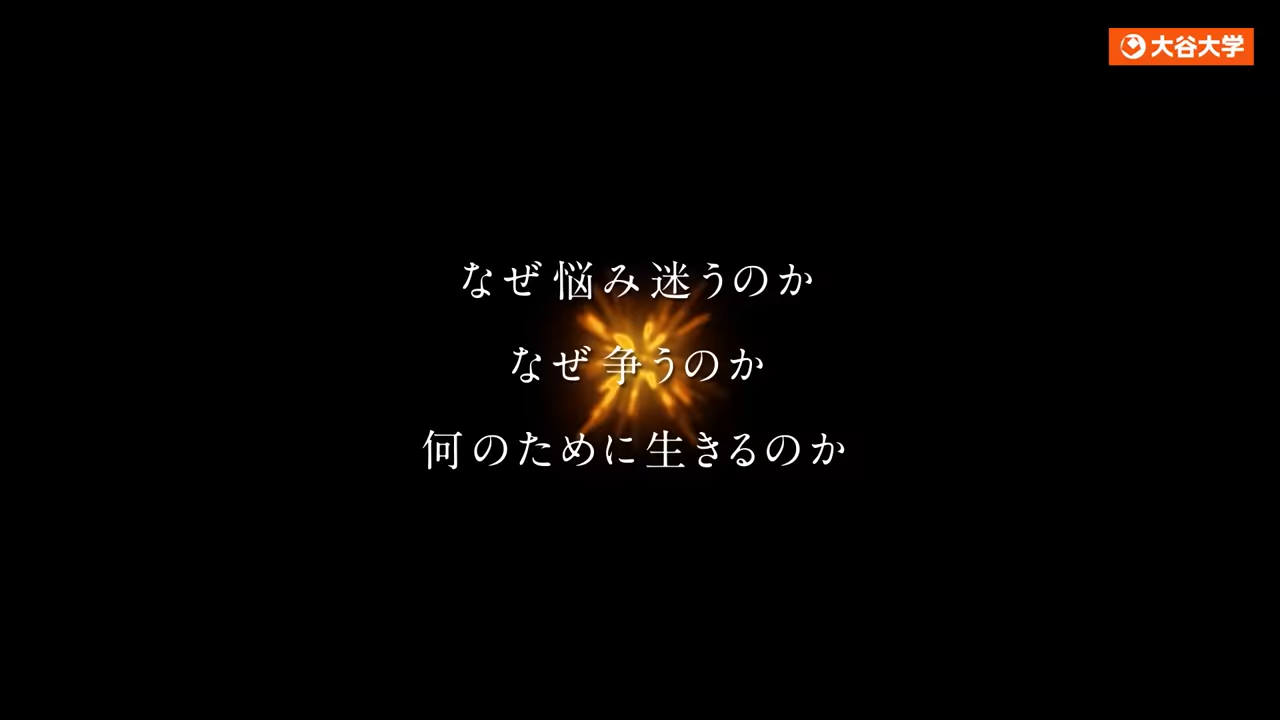 大谷大学
なぜ悩み迷うのか
なぜ争うのか
何のために生きるのか